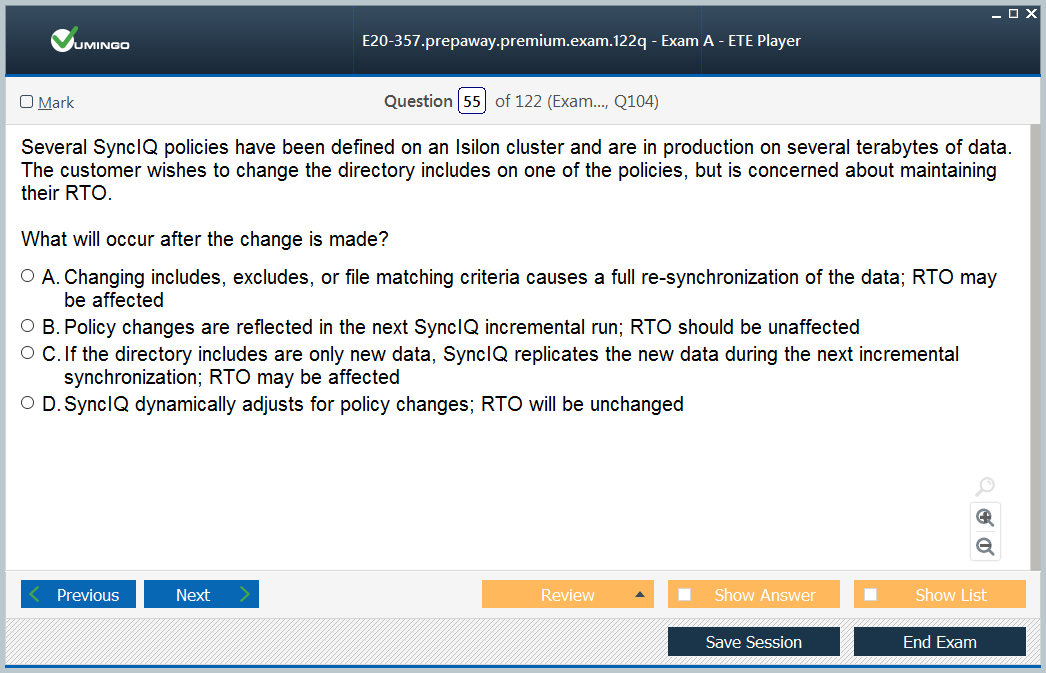 VUMINGO
E20-357.prepaway.premium.exam.122q - Exam A - ETE Player
Mark
Question 55 of 122 (Exam..., Q104)
Several SyncIQ policies have been defined on an Isilon cluster and are in production on several terabytes of data.
The customer wishes to change the directory includes on one of the policies, but is concerned about maintaining
their RTO.
What will occur after the change is made?
A. Changing includes, excludes, or file matching criteria causes a full re-synchronization of the data; RTO may
be affected
B. Policy changes are reflected in the next SyncIQ incremental run; RTO should be unaffected
C. If the directory includes are only new data, SyncIQ replicates the new data during the next incremental
synchronization; RTO may be affected
D. SyncIQ dynamically adjusts for policy changes; RTO will be unchanged
Previous
Next
Review
Show Answer
Show List
Save Session
End Exam